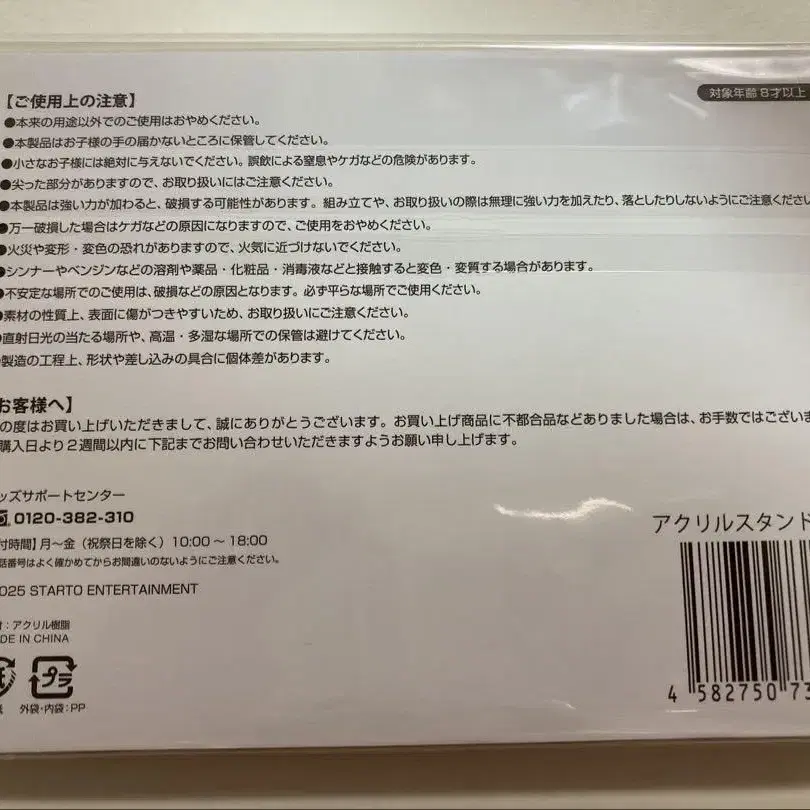 【ご使用上の注意】
対象年齢8才以上
●本来の用途以外でのご使用はおやめください。
●本製品はお子様の手の届かないところに保管してください。
●小さなお子様には絶対に与えないでください。誤飲による窒息やケガなどの危険があります。
●尖った部分がありますので、お取り扱いにはご注意ください。
●本製品は強い力が加わると、破損する可能性があります。組み立てや、お取り扱いの際は無理に強い力を加えたり、落としたりしないようにご注意ください
●万一破損した場合はケガなどの原因になりますので、ご使用をおやめください。
●火災や変形・変色の恐れがありますので、火気に近づけないでください。
●シンナーやベンジンなどの溶剤や薬品・化粧品・消毒液などと接触すると変色・変質する場合があります。
●不安定な場所でのご使用は、破損などの原因となります。必ず平らな場所でご使用ください。
●素材の性質上、表面に傷がつきやすいため、お取り扱いにご注意ください。
●直射日光の当たる場所や、高温・多湿な場所での保管は避けてください。
製造の工程上、形状や差し込みの具合に個体差があります。
お客様へ】
の度はお買い上げいただきまして、誠にありがとうございます。お買い上げ商品に不都合品などありました場合は、お手数ではございま
購入日より2週間以内に下記までお問い合わせいただきますようお願い申し上げます。
ッズサポートセンター
0120-382-310
付時間】月〜金（祝祭日を除く）10:00〜18:00
話番号はよく確かめてからお間違いのないようにご注意ください。
025 STARTO ENTERTAINMENT
アクリルスタンド
：アクリル樹脂
DE IN CHINA
プラ
外袋・内袋：PP
4 582750 73